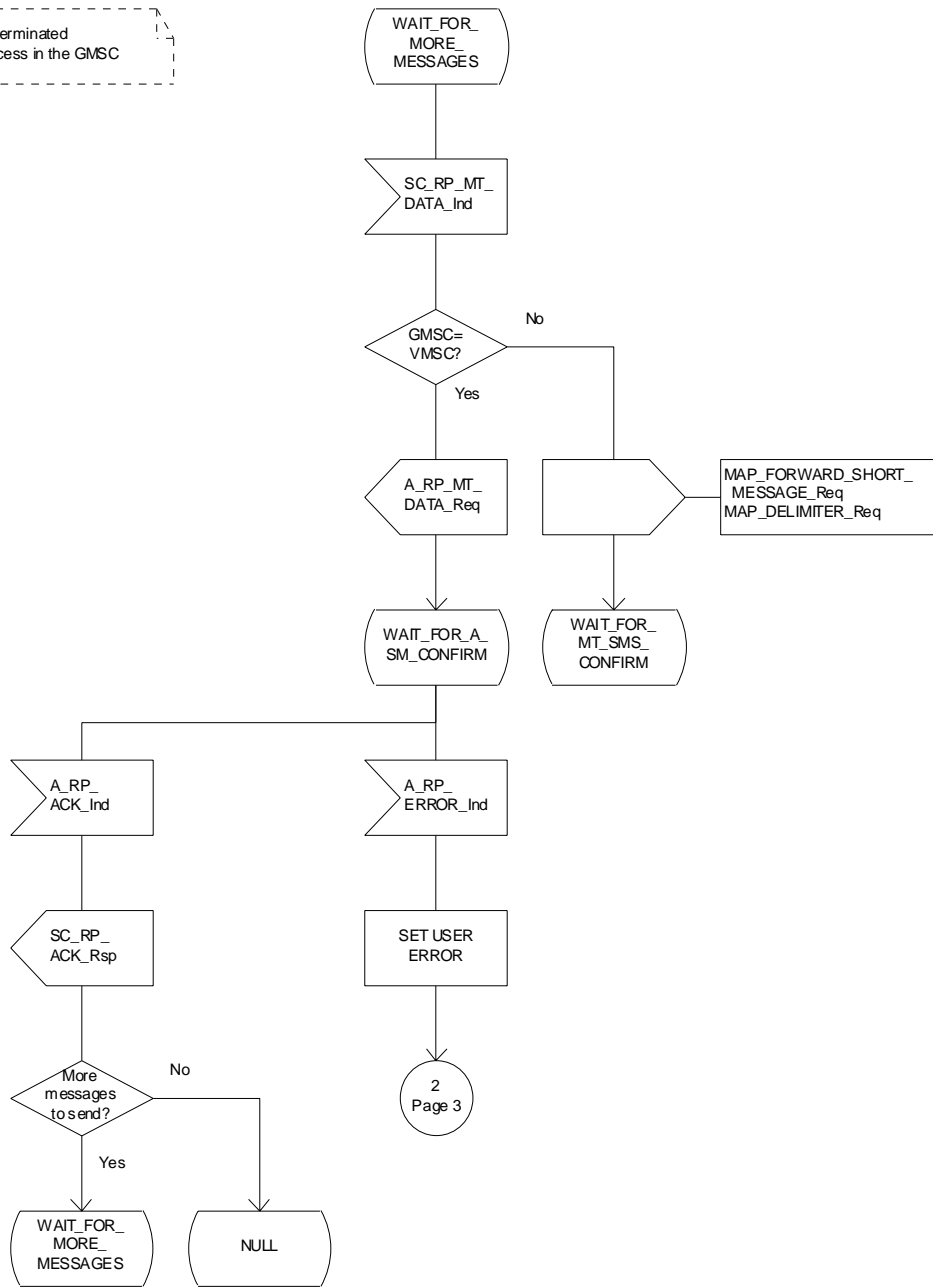 erminated
cess in the GMSC
WAIT_FOR_
MORE_
MESSAGES
SC_RP_MT_
DATA_Ind
GMSC=
VMSC?
No
Yes
A_RP_MT_
DATA_Req
MAP_FORWARD_SHORT_
MESSAGE_Req
MAP_DELIMITER_Req
WAIT_FOR_A_
SM_CONFIRM
WAIT_FOR_
MT_SMS_
CONFIRM
A_RP_
ACK_Ind
A_RP_
ERROR_Ind
SC_RP_
ACK_Rsp
SET USER
ERROR
More
messages
to send?
No
Yes
2
Page 3
WAIT_FOR_
MORE_
MESSAGES
NULL